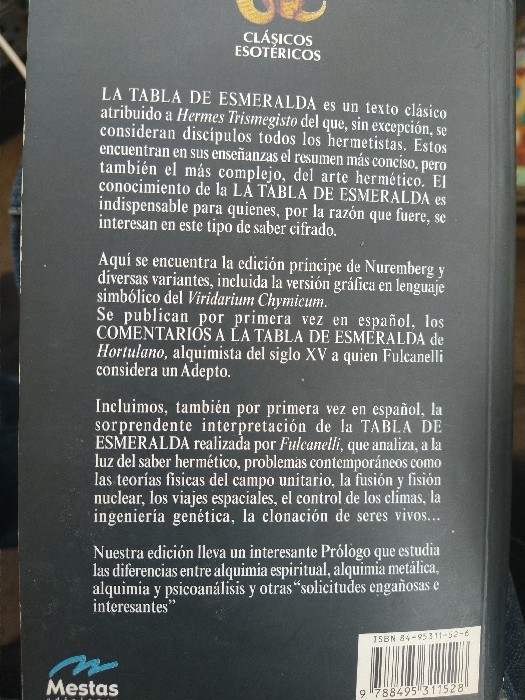 CLÁSICOS
ESOTÉRICOS
LA TABLA DE ESMERALDA es un texto clásico
atribuido a Hermes Trismegisto del que, sin excepción, se
consideran discípulos todos los hermetistas. Estos
encuentran en sus enseñanzas el resumen más conciso, pero
también el más complejo, del arte hermético. El
conocimiento de la LA TABLA DE ESMERALDA es
indispensable para quienes, por la razón que fuere, se
interesan en este tipo de saber cifrado.
Aquí se encuentra la edición príncipe de Nuremberg y
diversas variantes, incluida la versión gráfica en lenguaje
simbólico del Viridarium Chymicum.
Se publican por primera vez en español, los
COMENTARIOS A LA TABLA DE ESMERALDA de
Hortulano, alquimista del siglo XV a quien Fulcanelli
considera un Adepto.
Incluimos, también por primera vez en español, la
sorprendente interpretación de la TABLA DE
ESMERALDA realizada por Fulcanelli, que analiza, a la
luz del saber hermético, problemas contemporáneos como
las teorías físicas del campo unitario, la fusión y fisión
nuclear, los viajes espaciales, el control de los climas, la
ingeniería genética, la clonación de seres vivos...
Nuestra edición lleva un interesante Prólogo que estudia
las diferencias entre alquimia espiritual, alquimia metálica,
alquimia y psicoanálisis y otras "solicitudes engañosas e
interesantes"
ISBN 84-95311-52-6
9 788495 311528
Mestas